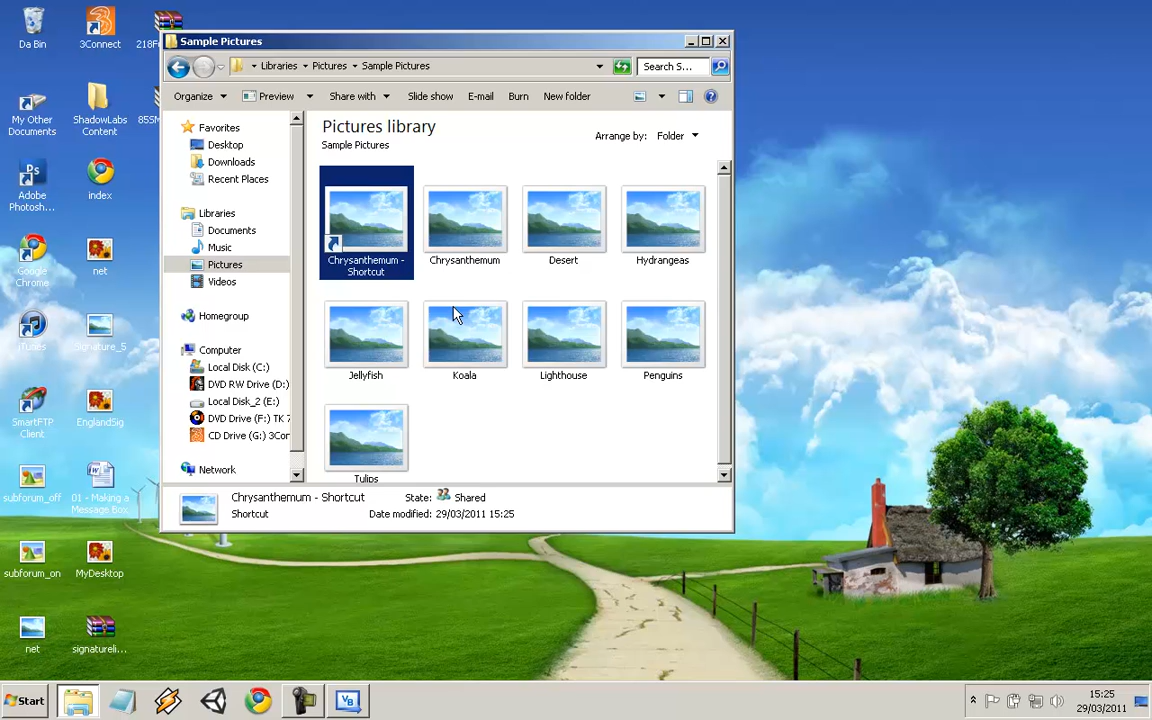 Da Bin
3Connect
My Other
Documents
ShadowLabs
Content
Adobe
Photosh...
index
Google
Chrome
net
iTunes
Signature_5
SmartFTP
Client
EnglandSig
subforum_off
01 - Making a
Message Box
subforum_on
MyDesktop
net
signatureli...
Sample Pictures
Libraries
Pictures
Sample Pictures
Search S...
Organize
Preview
Share with
Slide show
E-mail
Burn
New folder
Favorites
Desktop
Downloads
Recent Places
Libraries
Documents
Music
Pictures
Videos
Homegroup
Computer
Local Disk (C:)
DVD RW Drive (D:)
Local Disk_2 (E:)
DVD Drive (F:) TK 7
CD Drive (G:) 3Cor
Network
Pictures library
Sample Pictures
Arrange by:
Folder
Chrysanthemum -
Shortcut
Chrysanthemum
Desert
Hydrangeas
Jellyfish
Koala
Lighthouse
Penguins
Tulips
Chrysanthemum - Shortcut
State:
Shared
Shortcut
Date modified: 29/03/2011 15:25
Start
15:25
29/03/2011